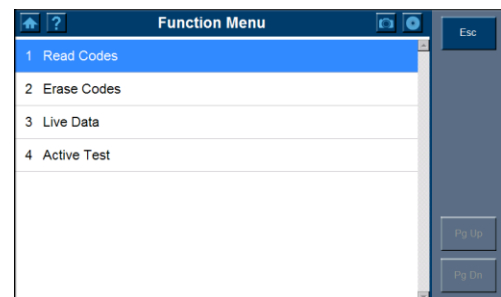 ?
Function Menu
Esc
1 Read Codes
2 Erase Codes
3 Live Data
4 Active Test
Pg Up
Pg Dn